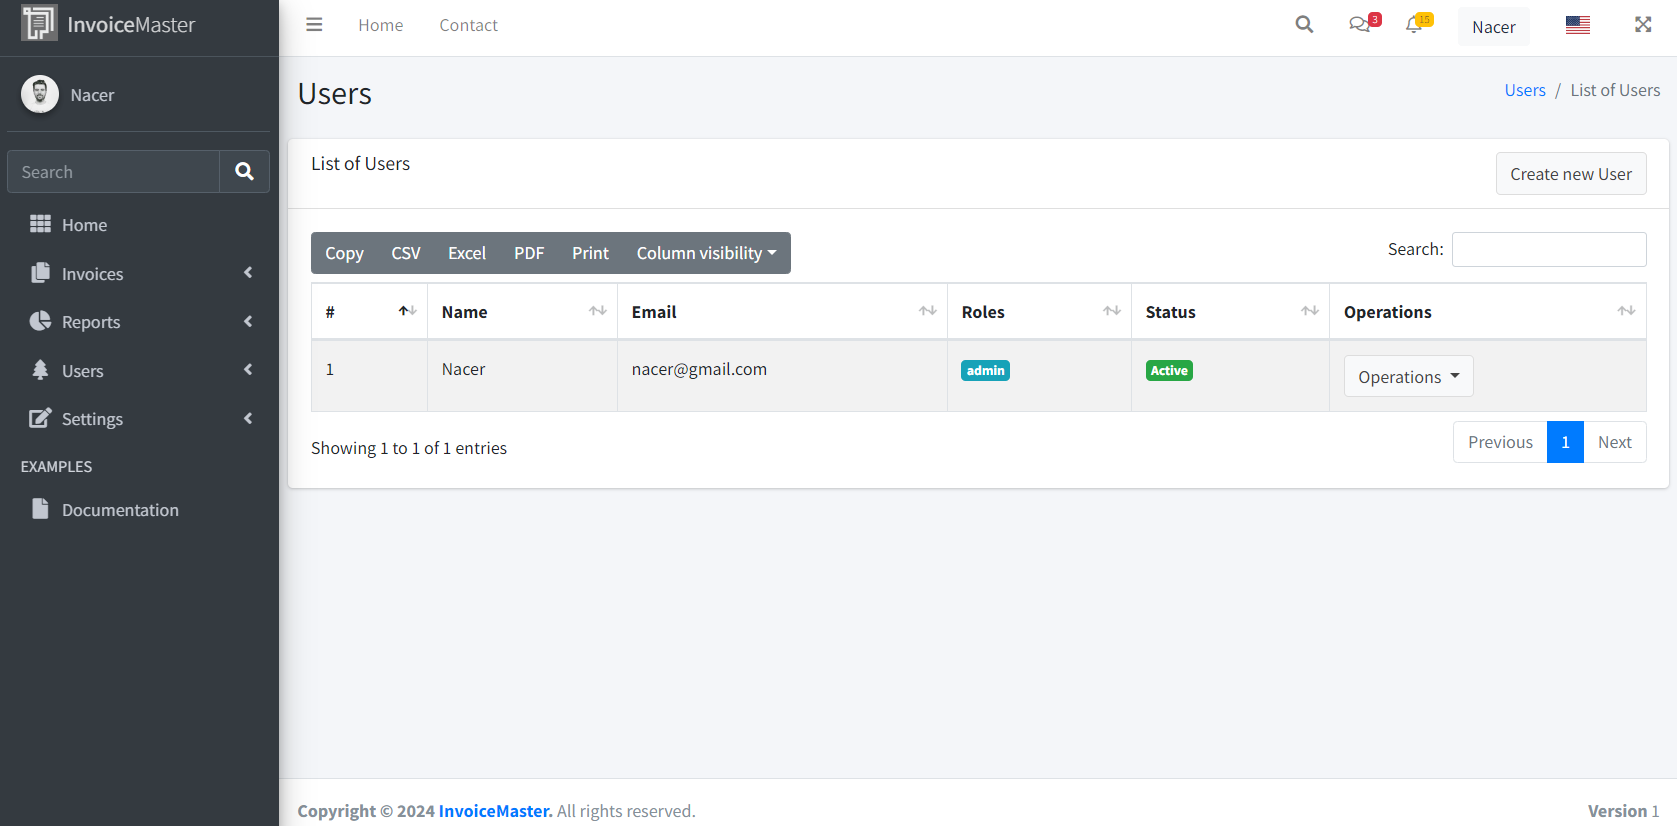 InvoiceMaster
Home Contact 3 15 Nacer
Nacer
Users
Users / List of Users
Search
List of Users
Create new User
Home
Invoices
Reports
Users
Settings
EXAMPLES
Documentation
Copy CSV Excel PDF Print Column visibility
Search:
# Name Email Roles Status Operations
1 Nacer nacer@gmail.com admin Active Operations
Showing 1 to 1 of 1 entries
Previous 1 Next
Copyright © 2024 InvoiceMaster. All rights reserved.
Version 1